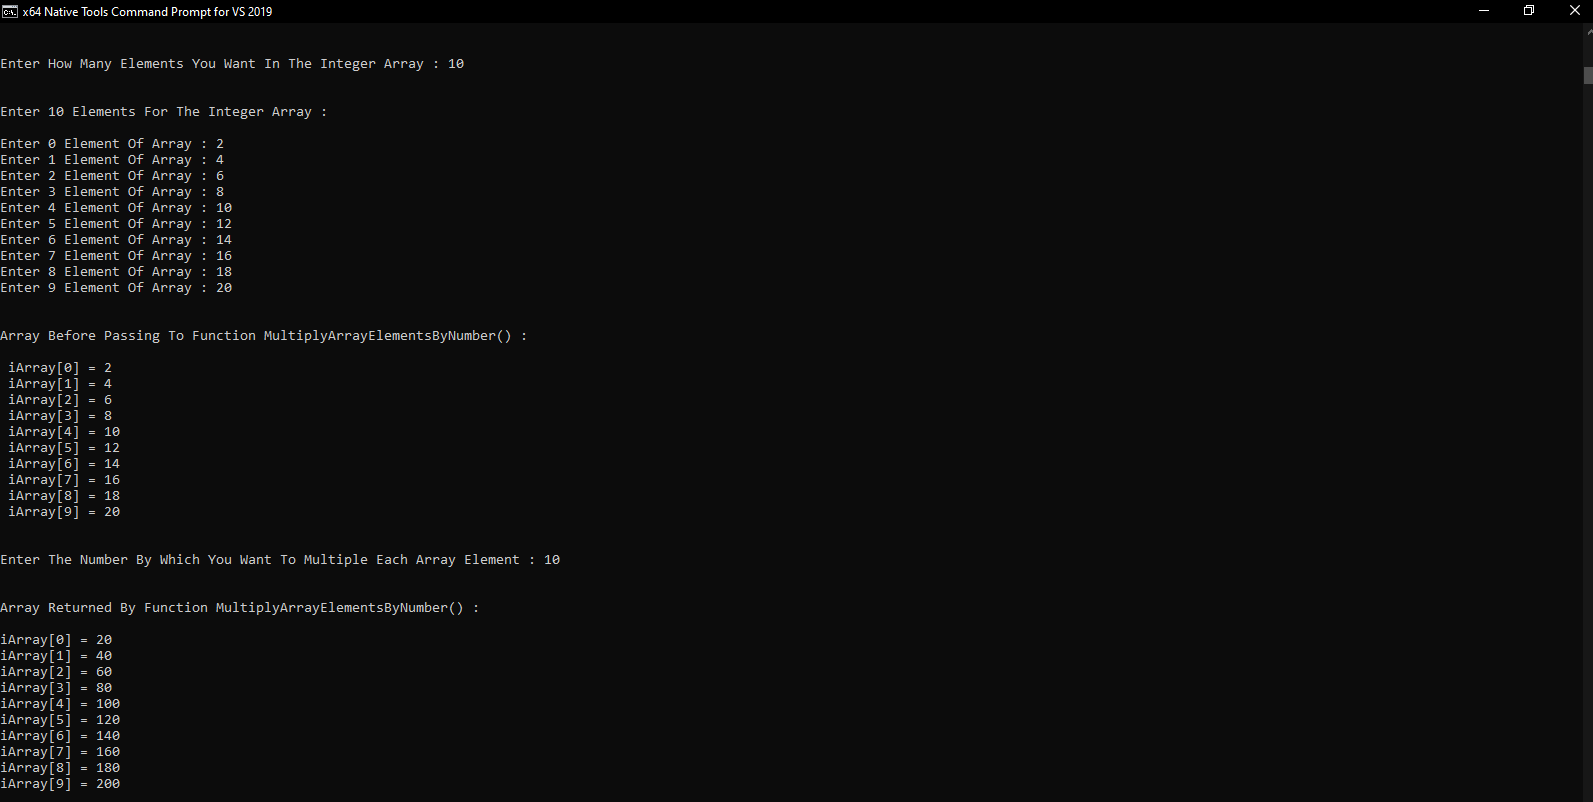 x64 Native Tools Command Prompt for VS 2019
Enter How Many Elements You Want In The Integer Array : 10
Enter 10 Elements For The Integer Array :
Enter 0 Element Of Array : 2
Enter 1 Element Of Array : 4
Enter 2 Element Of Array : 6
Enter 3 Element Of Array : 8
Enter 4 Element Of Array : 10
Enter 5 Element Of Array : 12
Enter 6 Element Of Array : 14
Enter 7 Element Of Array : 16
Enter 8 Element Of Array : 18
Enter 9 Element Of Array : 20
Array Before Passing To Function MultiplyArrayElementsByNumber() :
iArray[0] = 2
iArray[1] = 4
iArray[2] = 6
iArray[3] = 8
iArray[4] = 10
iArray[5] = 12
iArray[6] = 14
iArray[7] = 16
iArray[8] = 18
iArray[9] = 20
Enter The Number By Which You Want To Multiple Each Array Element : 10
Array Returned By Function MultiplyArrayElementsByNumber() :
iArray[0] = 20
iArray[1] = 40
iArray[2] = 60
iArray[3] = 80
iArray[4] = 100
iArray[5] = 120
iArray[6] = 140
iArray[7] = 160
iArray[8] = 180
iArray[9] = 200